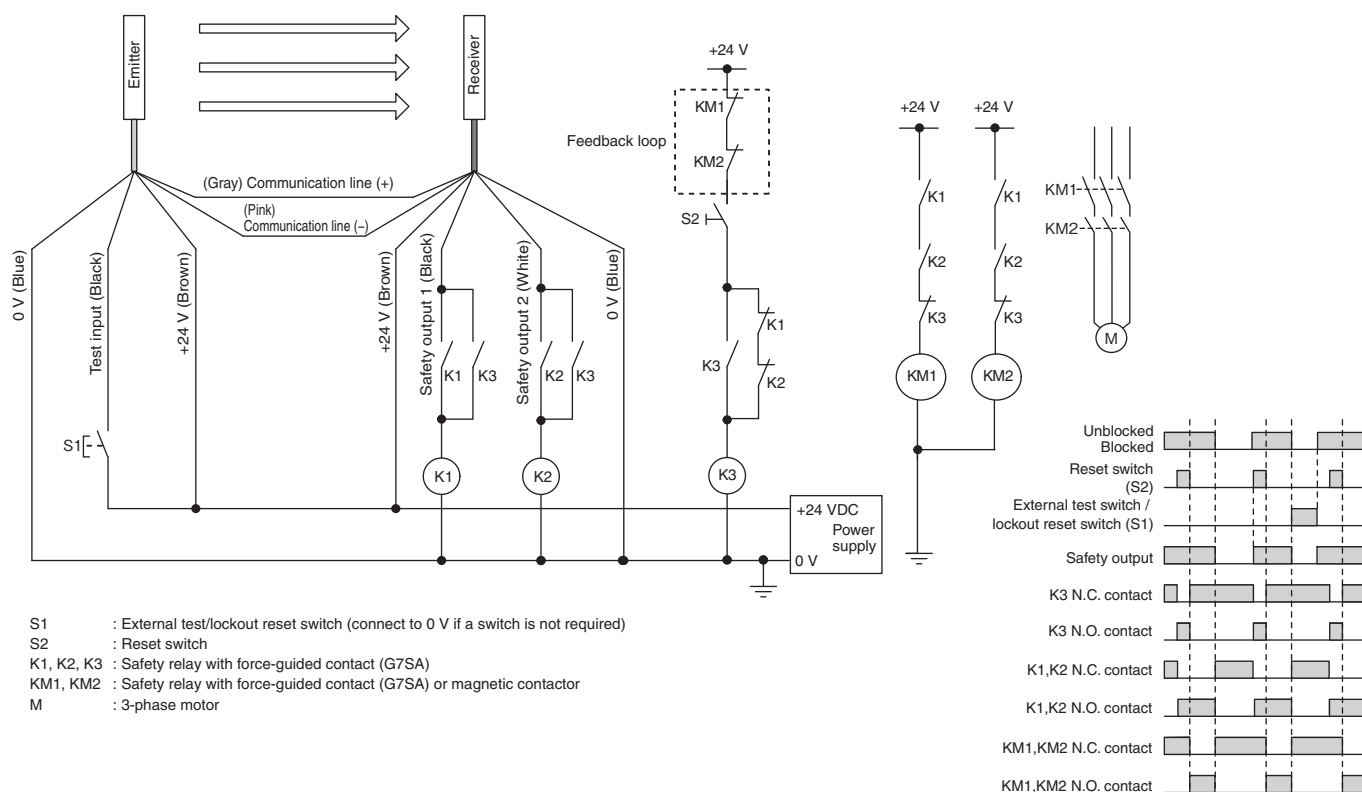 Emitter
Receiver
+24 V
KM1
KM2
Feedback loop
(Gray) Communication line (+)
(Pink)
Communication line (−)
S2
0 V (Blue)
Test input (Black)
+24 V (Brown)
+24 V (Brown)
Safety output 1 (Black)
Safety output 2 (White)
0 V (Blue)
K1
K3
K2
K3
K3
K1
K2
S1
K1
K2
K3
+24 VDC
Power
supply
0 V
+24 V
+24 V
K1
K1
K2
K2
K3
K3
KM1
KM2
KM1
KM2
M
S1 : External test/lockout reset switch (connect to 0 V if a switch is not required)
S2 : Reset switch
K1, K2, K3 : Safety relay with force-guided contact (G7SA)
KM1, KM2 : Safety relay with force-guided contact (G7SA) or magnetic contactor
M : 3-phase motor
Unblocked
Blocked
Reset switch
(S2)
External test switch /
lockout reset switch (S1)
Safety output
K3 N.C. contact
K3 N.O. contact
K1,K2 N.C. contact
K1,K2 N.O. contact
KM1,KM2 N.C. contact
KM1,KM2 N.O. contact